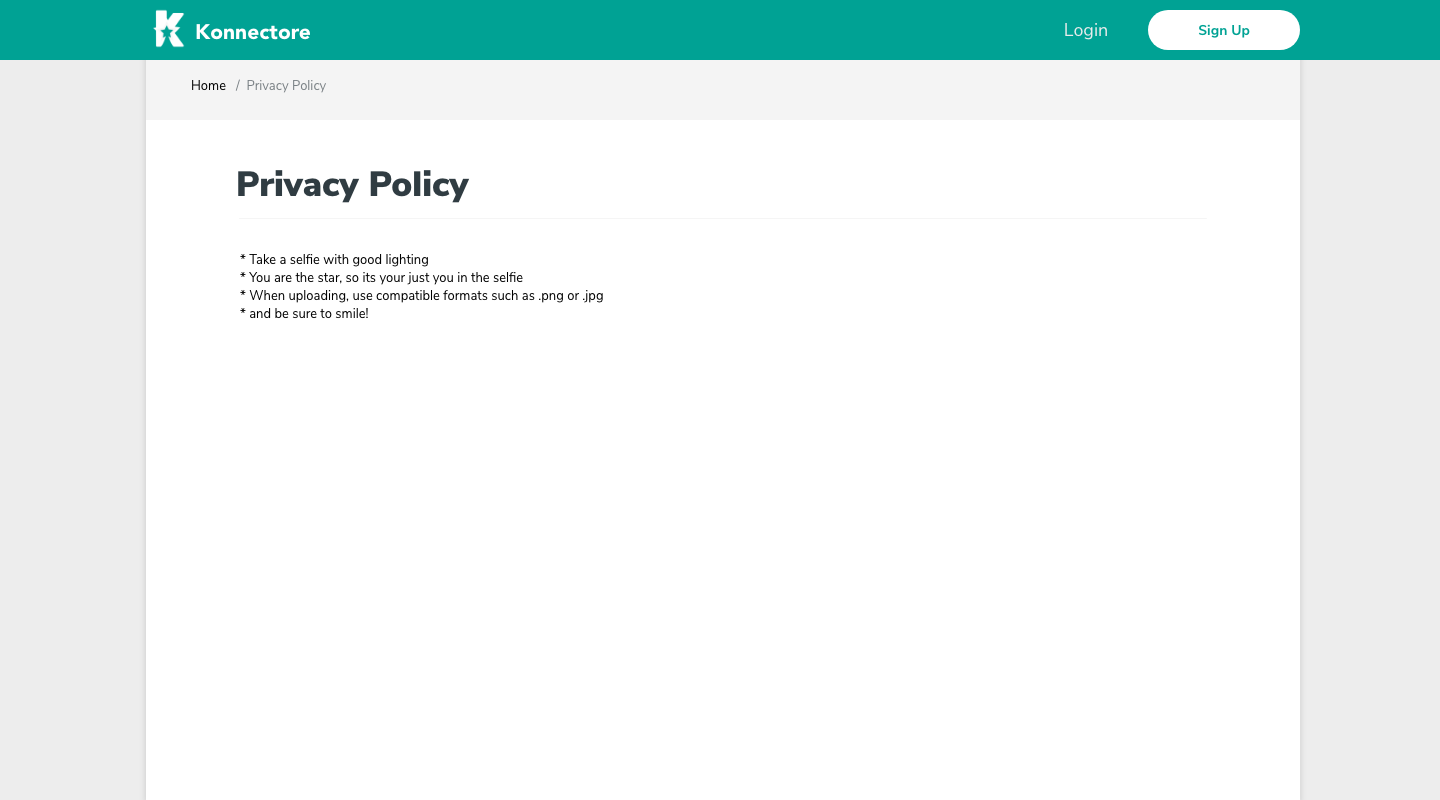 Konnectore
Login
Sign Up
Home / Privacy Policy
Privacy Policy
* Take a selfie with good lighting
* You are the star, so its your just you in the selfie
* When uploading, use compatible formats such as .png or .jpg
* and be sure to smile!